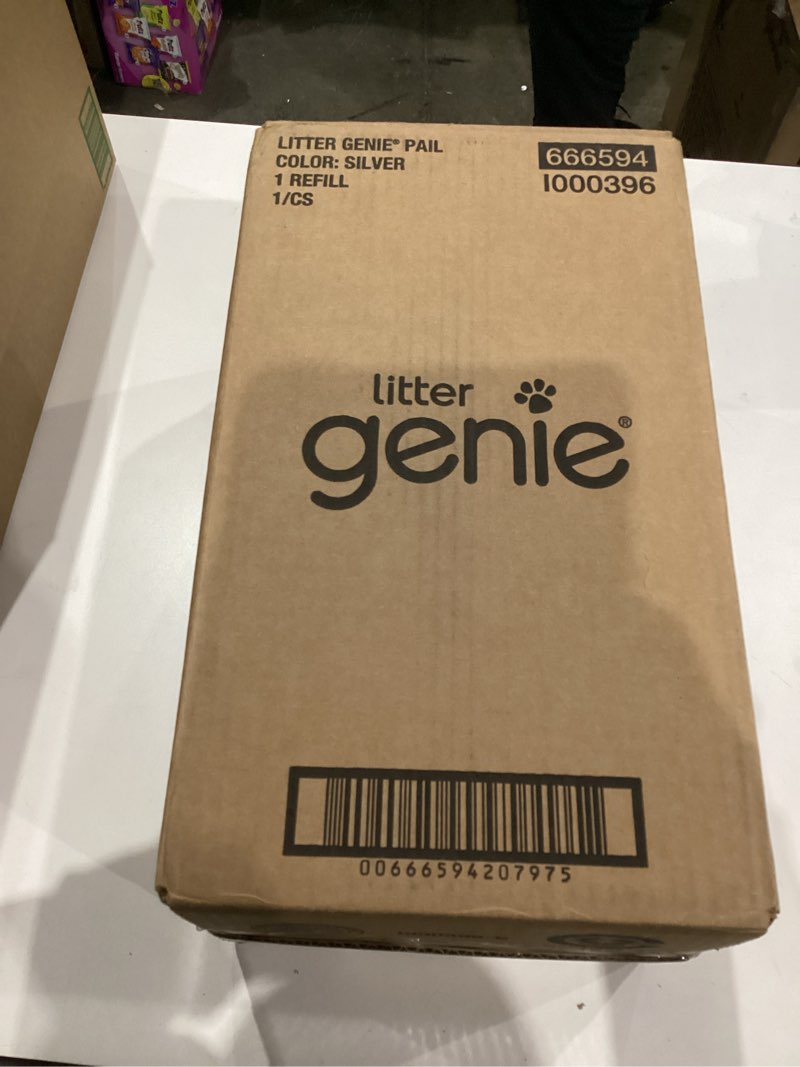 LITTER GENIE® PAIL
COLOR: SILVER
1 REFILL
1/CS
666594
I000396
litter
genie®
00666594207975